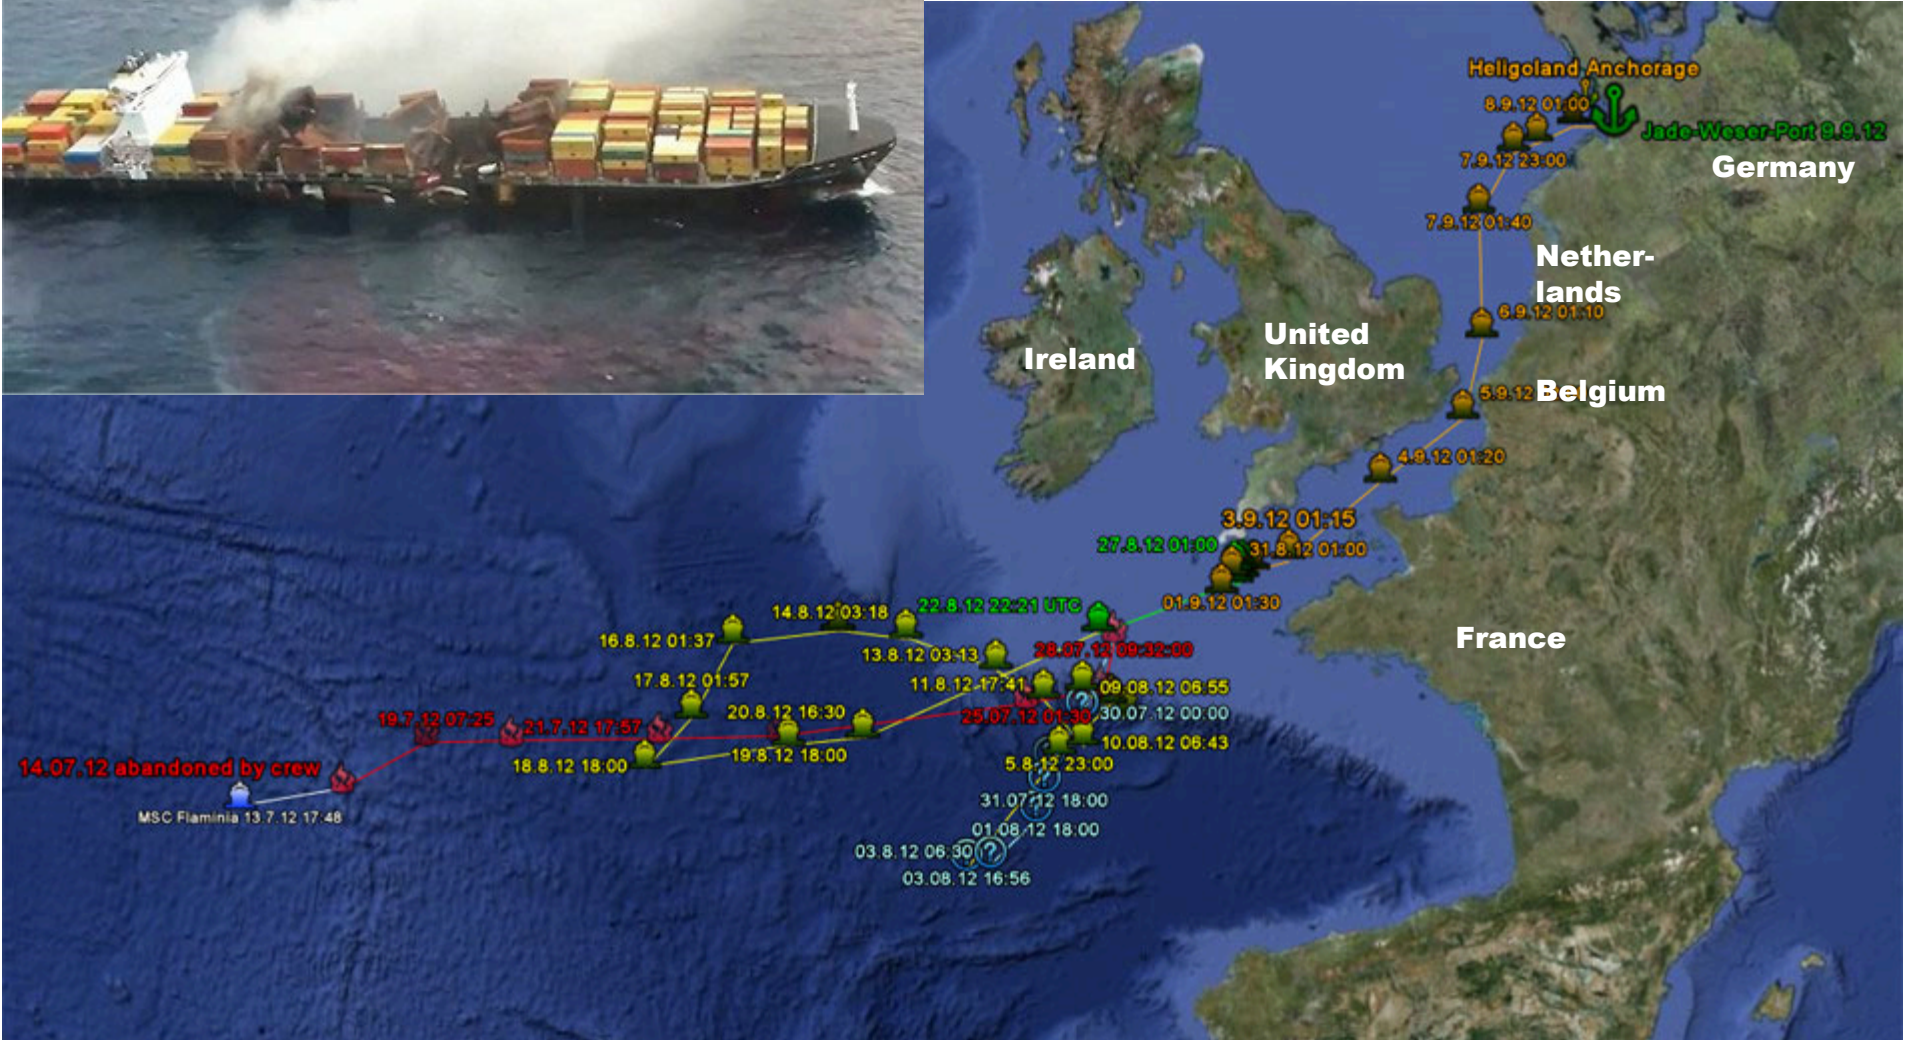 Heligoland Anchorage
8.9.12 01:00
Jade-Weser-Port 9.9.12
7.9.12 23:00
Germany
7.9.12 01:40
Nether-
lands
6.9.12 01:10
United
Kingdom
Ireland
5.9.12
Belgium
4.9.12 01:20
3.9.12 01:15
27.8.12 01:00
31.8.12 01:00
01.9.12 01:30
14.8.12 03:18
22.8.12 22:21 UTC
16.8.12 01:37
France
28.07.12 09:32:00
13.8.12 03:13
17.8.12 01:57
11.8.12 17:41
09.08.12 06:55
20.8.12 16:30
30.07.12 00:00
19.7.12 07:25
21.7.12 17:57
25.07.12 01:30
10.08.12 06:43
19.8.12 18:00
18.8.12 18:00
5.8.12 23:00
14.07.12 abandoned by crew
31.07.12 18:00
MSC Flaminia 13.7.12 17:48
01.08.12 18:00
03.8.12 06:30
03.08.12 16:56